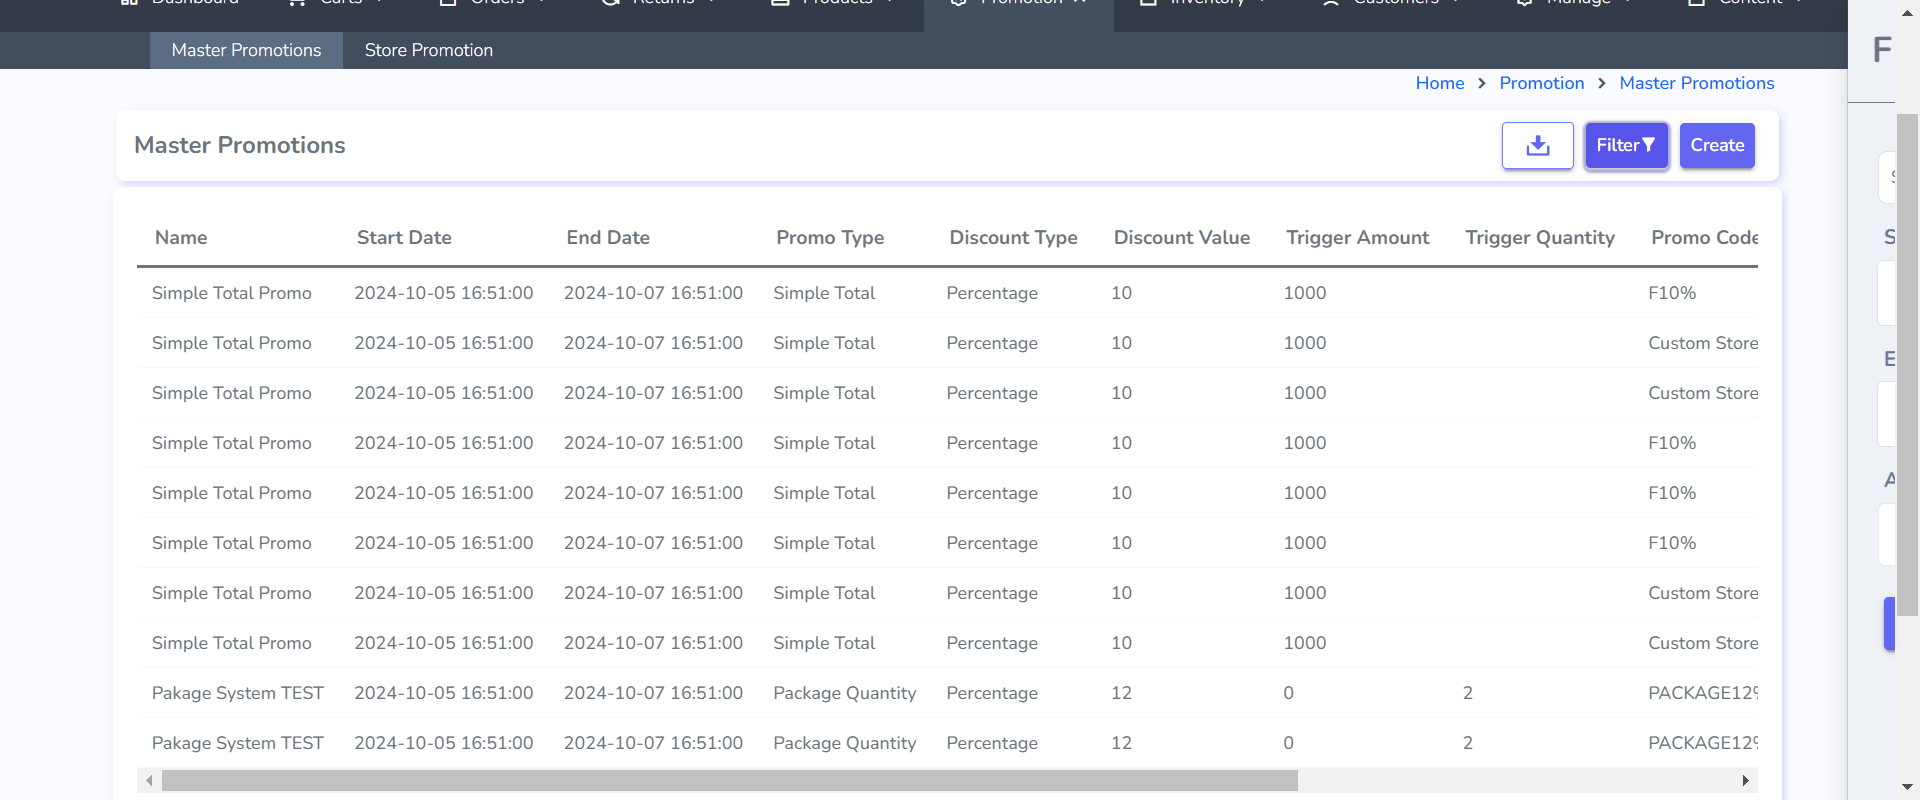 Dashboard Carts Orders Returns Products Promotion Inventory Customers Manage Content
Master Promotions Store Promotion
Home > Promotion > Master Promotions
Master Promotions
Filter Create
Name Start Date End Date Promo Type Discount Type Discount Value Trigger Amount Trigger Quantity Promo Code
Simple Total Promo 2024-10-05 16:51:00 2024-10-07 16:51:00 Simple Total Percentage 10 1000 F10%
Simple Total Promo 2024-10-05 16:51:00 2024-10-07 16:51:00 Simple Total Percentage 10 1000 Custom Store
Simple Total Promo 2024-10-05 16:51:00 2024-10-07 16:51:00 Simple Total Percentage 10 1000 Custom Store
Simple Total Promo 2024-10-05 16:51:00 2024-10-07 16:51:00 Simple Total Percentage 10 1000 F10%
Simple Total Promo 2024-10-05 16:51:00 2024-10-07 16:51:00 Simple Total Percentage 10 1000 F10%
Simple Total Promo 2024-10-05 16:51:00 2024-10-07 16:51:00 Simple Total Percentage 10 1000 F10%
Simple Total Promo 2024-10-05 16:51:00 2024-10-07 16:51:00 Simple Total Percentage 10 1000 Custom Store
Simple Total Promo 2024-10-05 16:51:00 2024-10-07 16:51:00 Simple Total Percentage 10 1000 Custom Store
Pakage System TEST 2024-10-05 16:51:00 2024-10-07 16:51:00 Package Quantity Percentage 12 0 2 PACKAGE12%
Pakage System TEST 2024-10-05 16:51:00 2024-10-07 16:51:00 Package Quantity Percentage 12 0 2 PACKAGE12%